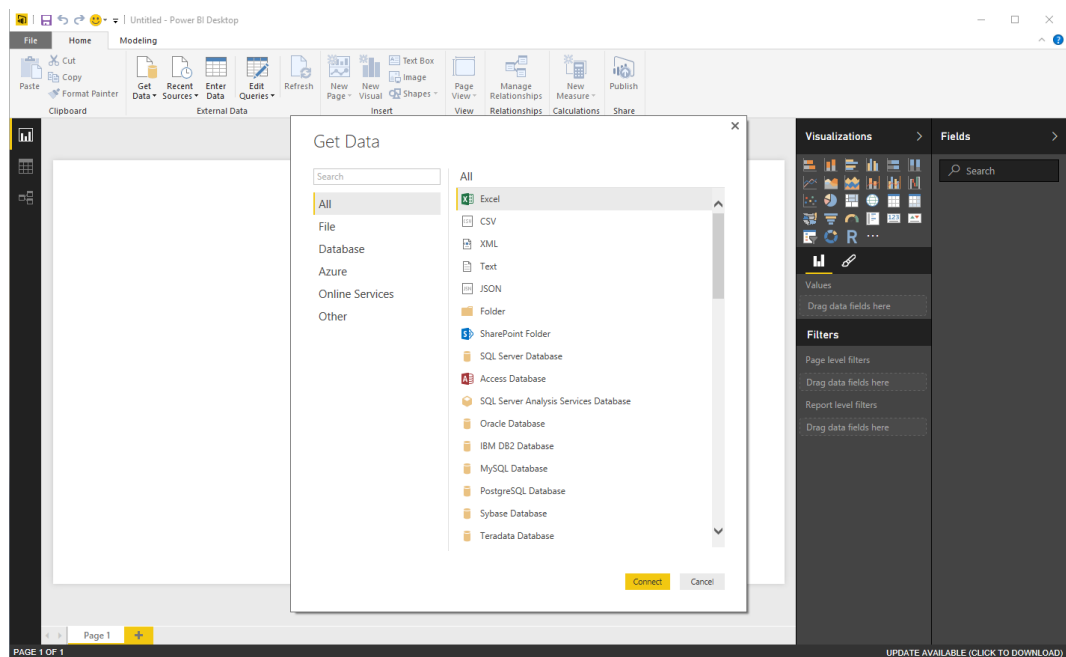 Untitled - Power BI Desktop
File Home Modeling
Paste
Cut
Copy
Format Painter
Clipboard
Get Data
Recent Sources
Enter Data
Edit Queries
External Data
Refresh
New Page
New Visual
Text Box
Image
Shapes
Insert
Page View
View
Manage Relationships
Relationships
New Measure
Calculations
Publish
Share
Get Data
Search
All
File
Database
Azure
Online Services
Other
All
Excel
CSV
XML
Text
JSON
Folder
SharePoint Folder
SQL Server Database
Access Database
SQL Server Analysis Services Database
Oracle Database
IBM DB2 Database
MySQL Database
PostgreSQL Database
Sybase Database
Teradata Database
Connect Cancel
Visualizations
R
123
Values
Drag data fields here
Filters
Page level filters
Drag data fields here
Report level filters
Drag data fields here
Fields
Search
Page 1
PAGE 1 OF 1
UPDATE AVAILABLE (CLICK TO DOWNLOAD)